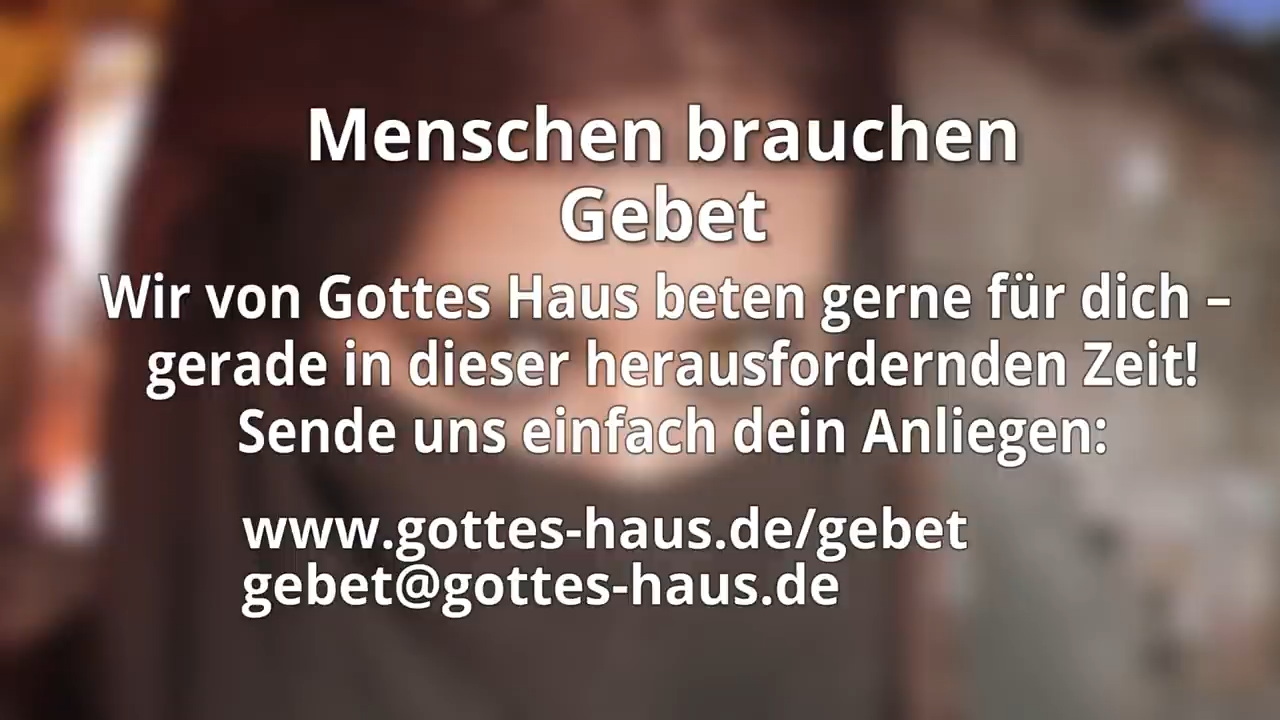 Menschen brauchen
Gebet
Wir von Gottes Haus beten gerne für dich –
gerade in dieser herausfordernden Zeit!
Sende uns einfach dein Anliegen:
www.gottes-haus.de/gebet
gebet@gottes-haus.de